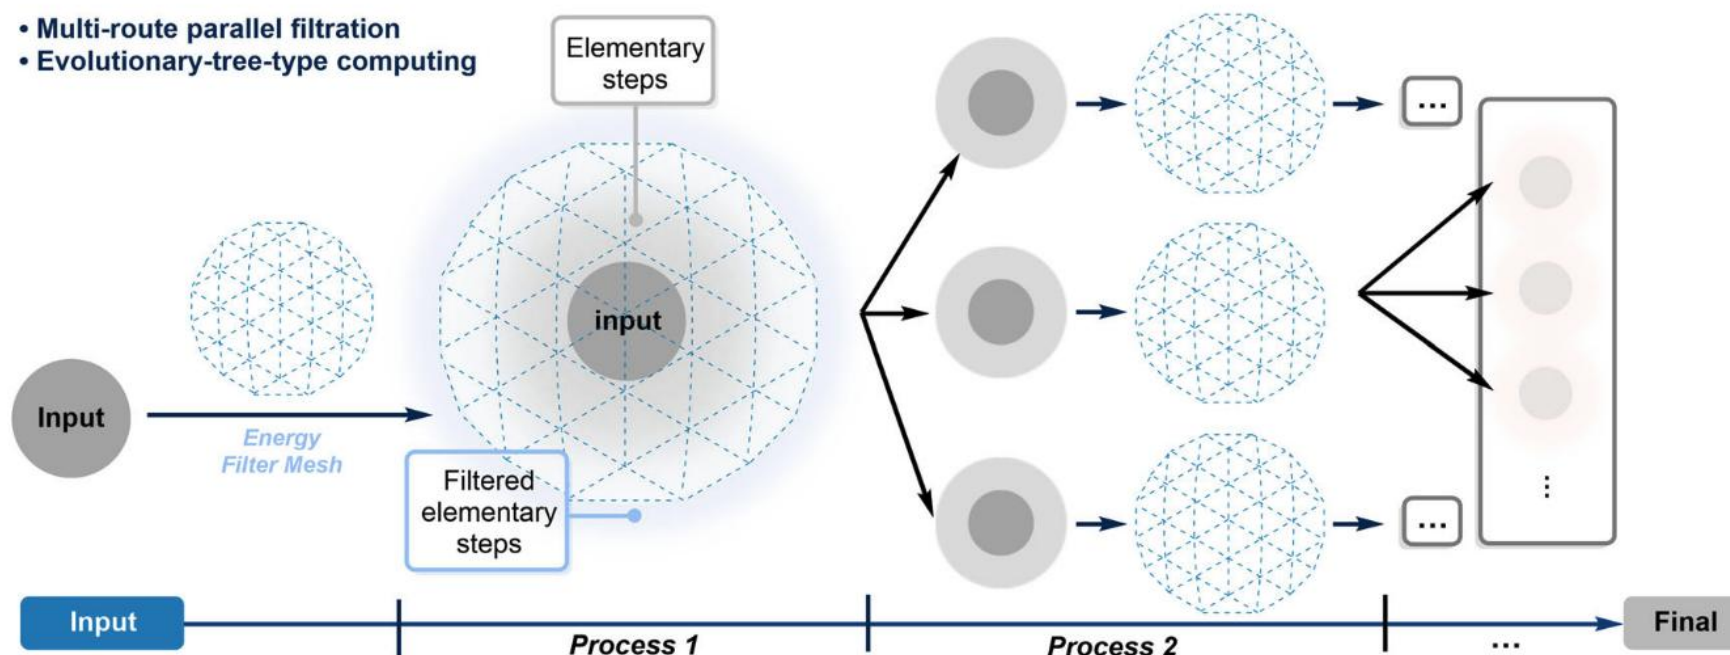 • Multi-route parallel filtration
• Evolutionary-tree-type computing
Elementary
steps
...
input
Input
Energy
Filter Mesh
Filtered
elementary
steps
...
...
Input
Process 1
Process 2
...
Final